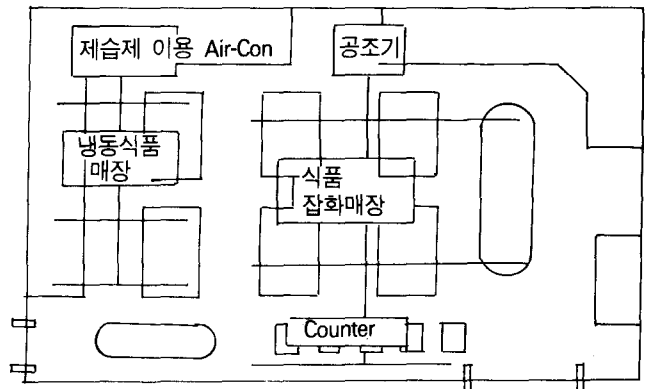 제습제 이용 Air-Con
공조기
냉동식품
매장
식품
잡화매장
Counter